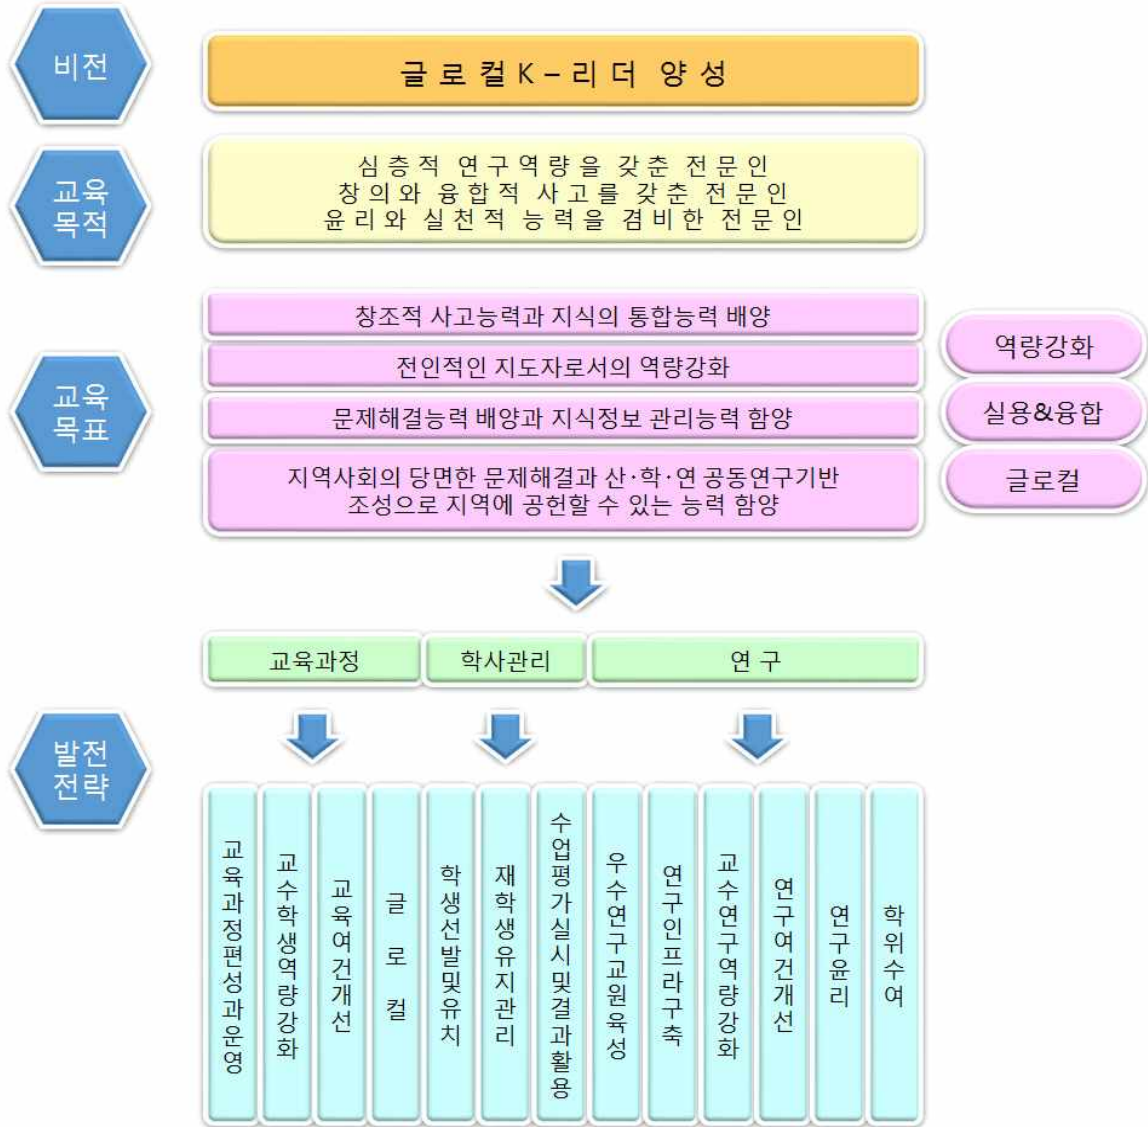 비전
글로컬K–리더 양성
교육
목적
심층적 연구역량을 갖춘 전문인
창의와 융합적 사고를 갖춘 전문인
윤리와 실천적 능력을 겸비한 전문인
교육
목표
창조적 사고능력과 지식의 통합능력 배양
전인적인 지도자로서의 역량강화
문제해결능력 배양과 지식정보 관리능력 함양
지역사회의 당면한 문제해결과 산·학·연 공동연구기반
조성으로 지역에 공헌할 수 있는 능력 함양
역량강화
실용&융합
글로컬
교육과정
학사관리
연 구
발전
전략
교육과정편성과운영
교수학생역량강화
교육여건개선
글로컬
학생선발및유치
재학생유지관리
수업평가실시및결과활용
우수연구교원육성
연구인프라구축
교수연구역량강화
연구여건개선
연구윤리
학위수여